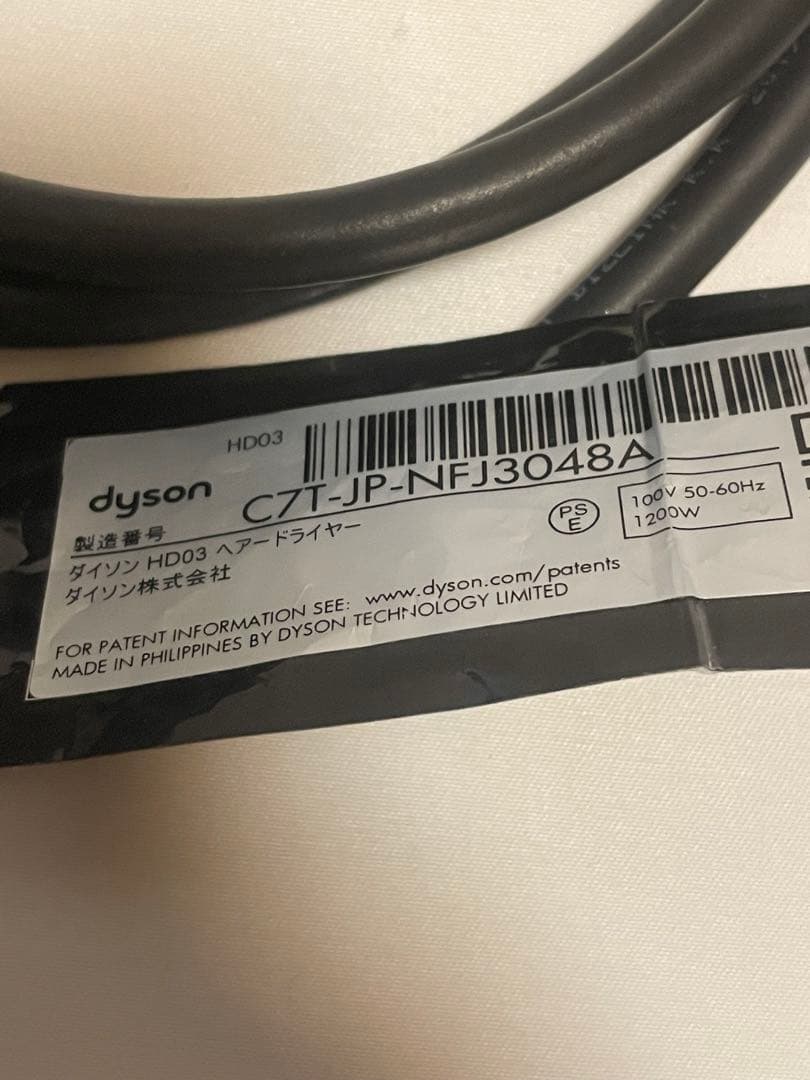 HD03
dyson
製造番号 C7T-JP-NFJ3048A
ダイソン HD03 ヘアードライヤー
ダイソン株式会社
PS
E
100V 50-60Hz
1200W
FOR PATENT INFORMATION SEE: www.dyson.com/patents
MADE IN PHILIPPINES BY DYSON TECHNOLOGY LIMITED